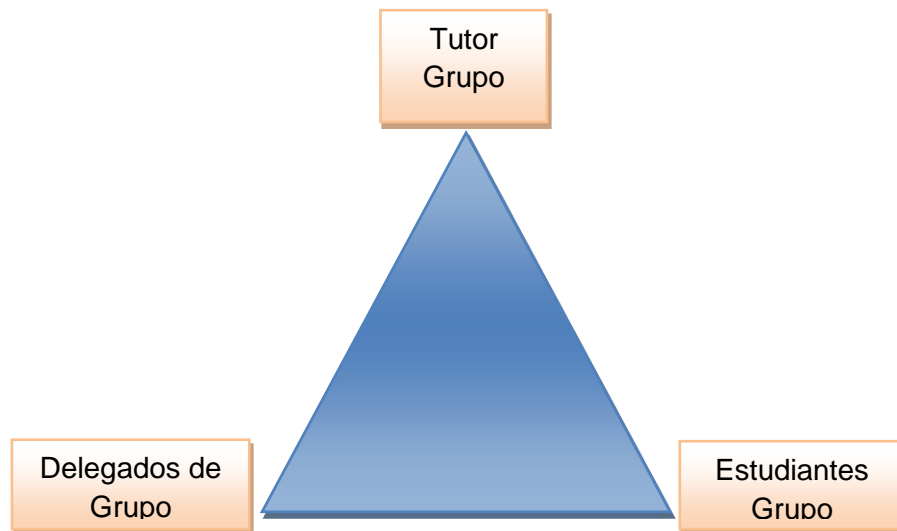 Tutor
Grupo
Delegados de
Grupo
Estudiantes
Grupo